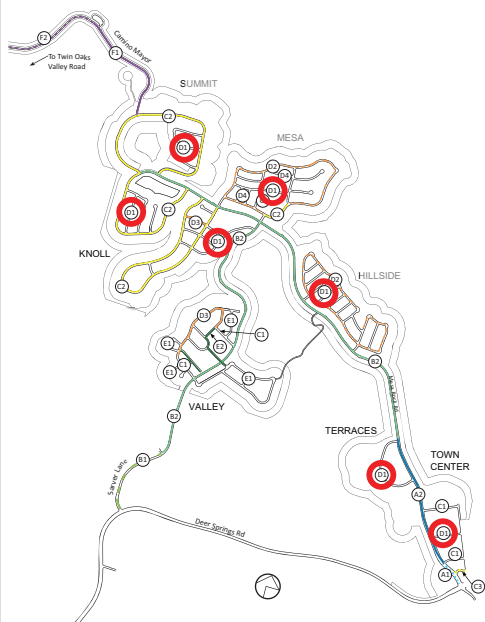 F2
Camino Mayor
F1
To Twin Oaks
Valley Road
SUMMIT
C2
D1
MESA
D2
D4
D1
D4
D1
C2
C2
D3
D1
B2
KNOLL
HILLSIDE
D2
D1
C2
D3
E1
C1
E1
E2
C1
E1
E1
B2
VALLEY
B2
TERRACES
TOWN
CENTER
B1
Sarver Lane
D1
A2
C1
Deer Springs Rd
D1
C1
A1
C3